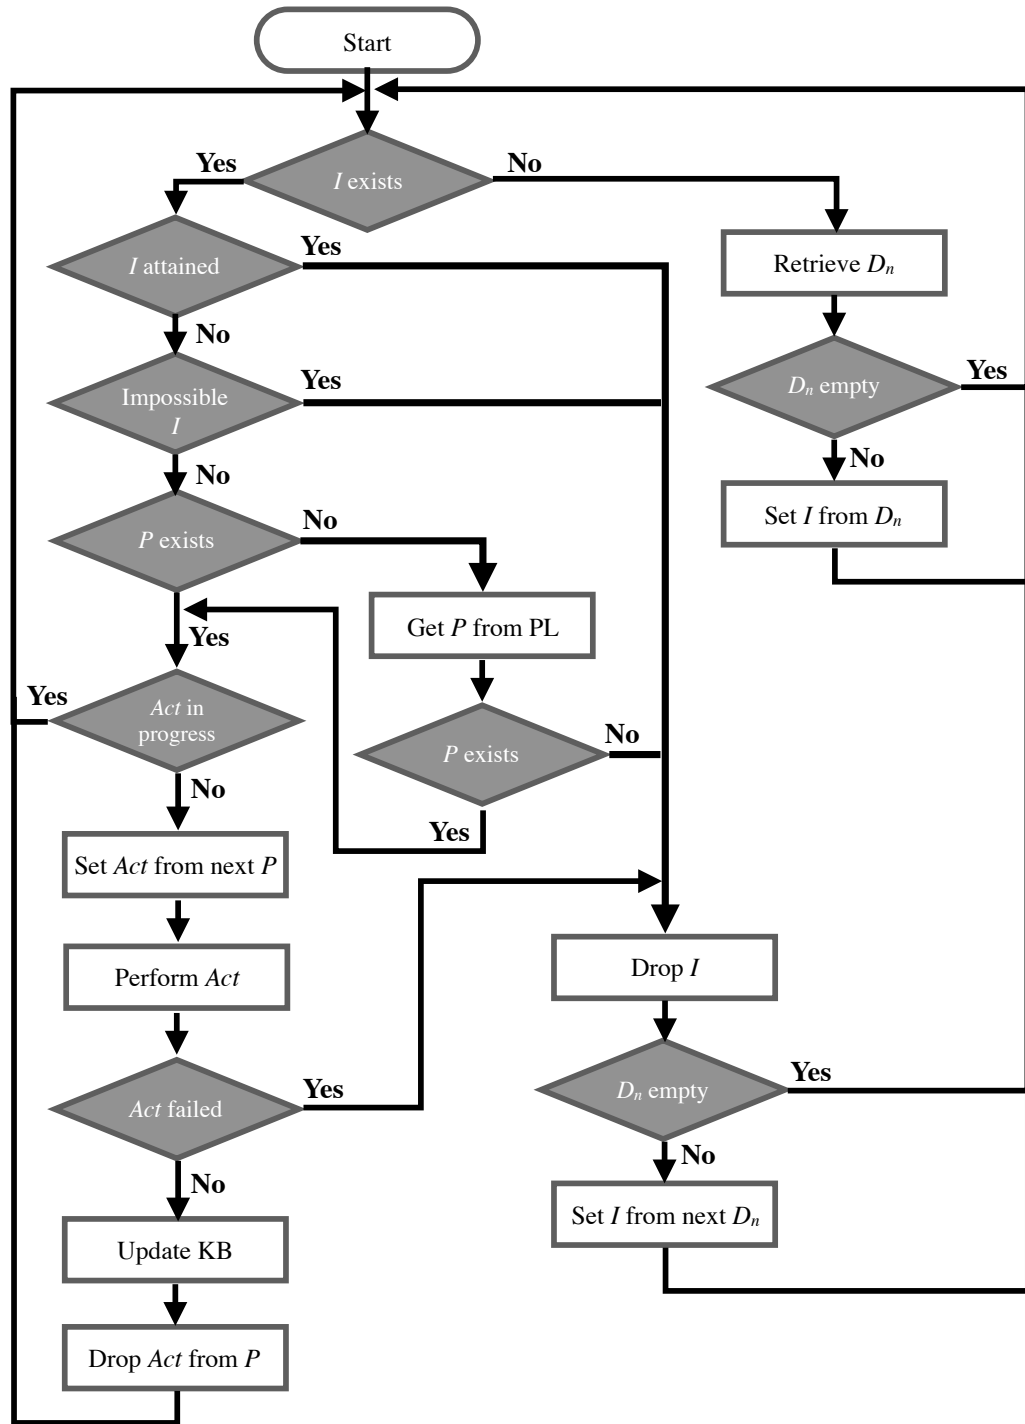 Start
Yes
I exists
No
I attained
Yes
Retrieve Dn
No
Impossible
I
Yes
Dn empty
Yes
No
No
P exists
No
Set I from Dn
Get P from PL
Yes
Yes
Act in
progress
P exists
No
No
Yes
Set Act from next P
Perform Act
Drop I
Act failed
Yes
Dn empty
Yes
No
No
Update KB
Set I from next Dn
Drop Act from P